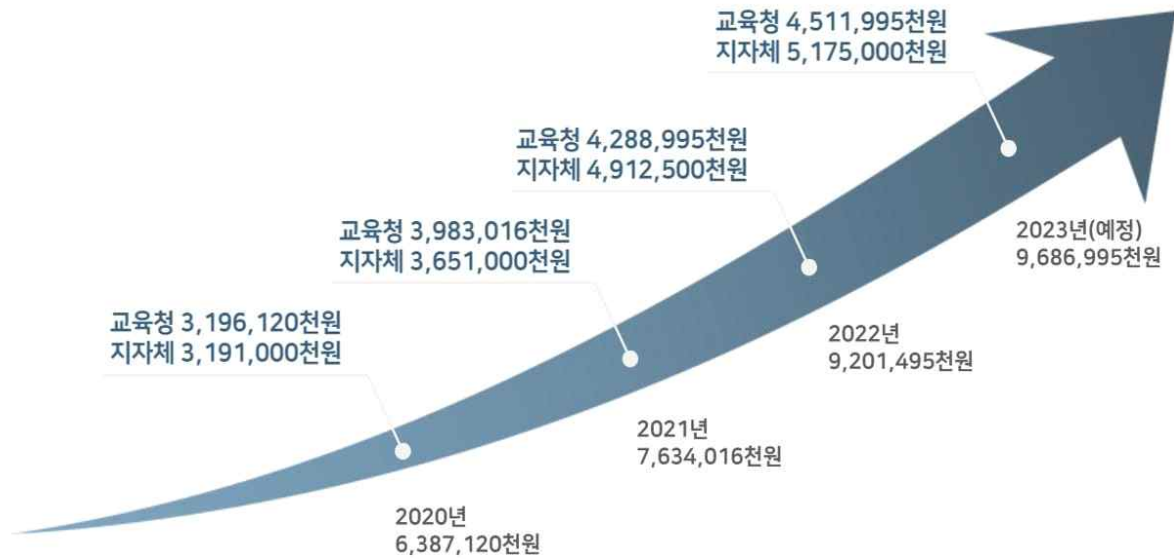 교육청 4,511,995천원
지자체 5,175,000천원
교육청 4,288,995천원
지자체 4,912,500천원
교육청 3,983,016천원
지자체 3,651,000천원
교육청 3,196,120천원
지자체 3,191,000천원
2023년(예정)
9,686,995천원
2022년
9,201,495천원
2021년
7,634,016천원
2020년
6,387,120천원